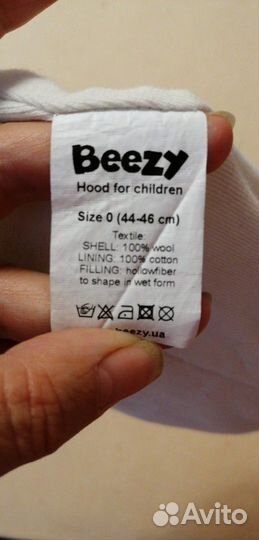 Beezy
Hood for children
Size 0 (44-46 cm)
Textile:
SHELL: 100% wool
LINING: 100% cotton
FILLING: hollowfiber
to shape in wet form
beezy.ua
Avito